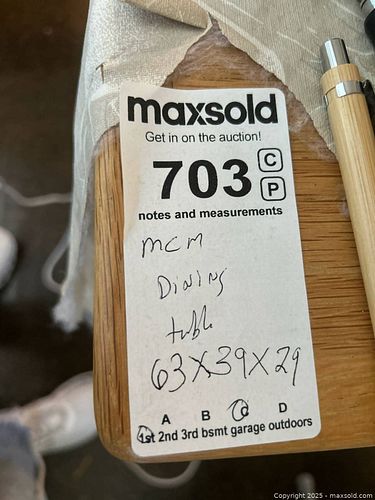 maxsold
Get in on the auction!
703 C
P
notes and measurements
MCM
Dining
table
63X39X29
A B C D
1st 2nd 3rd bsmt garage outdoors
Copyright 2025 - maxsold.com